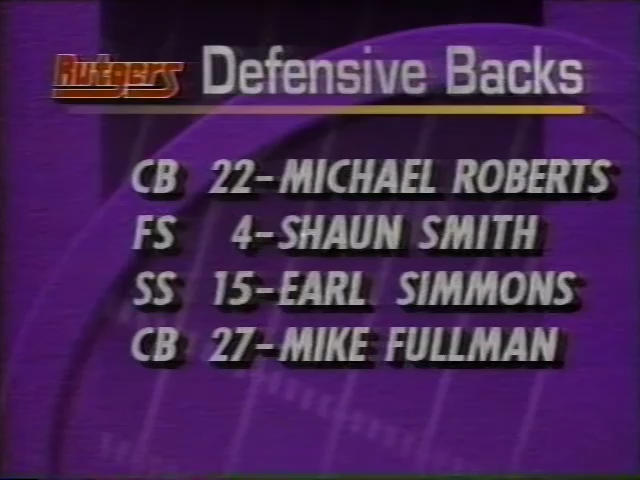 Rutgers Defensive Backs
CB 22-MICHAEL ROBERTS
FS 4-SHAUN SMITH
SS 15-EARL SIMMONS
CB 27-MIKE FULLMAN